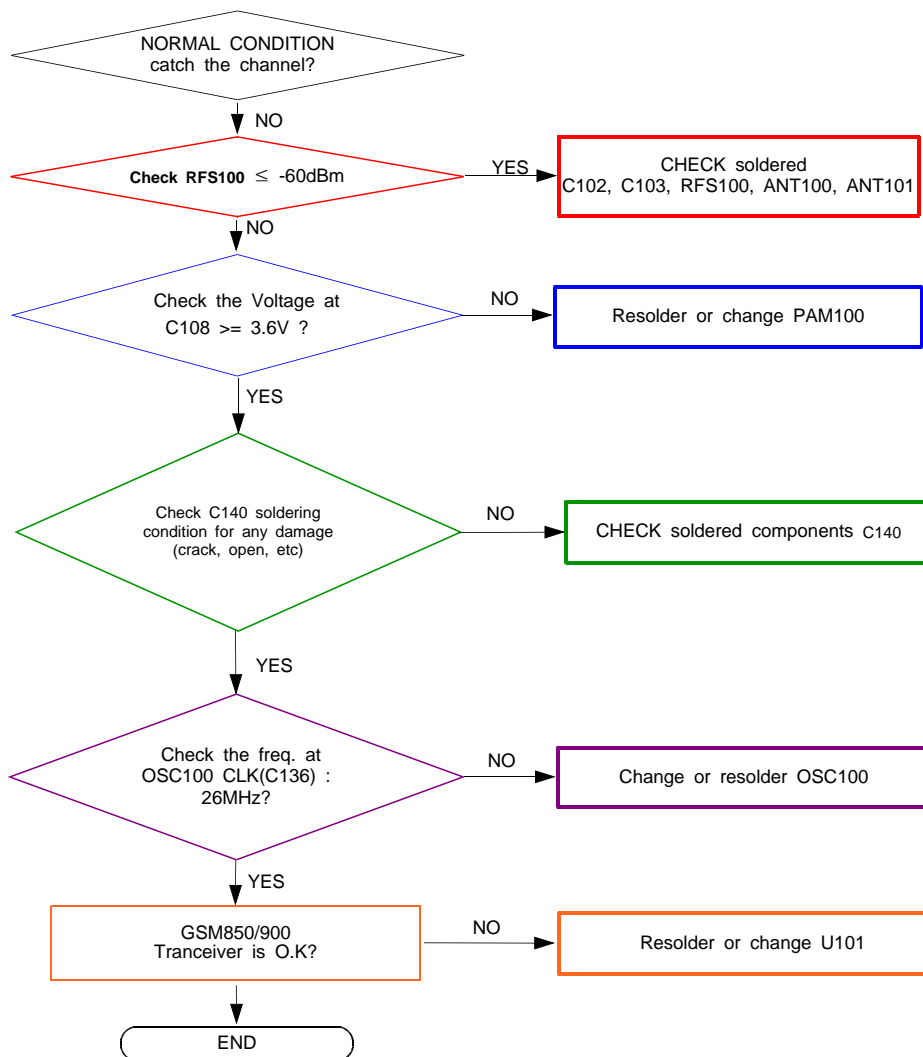 NORMAL CONDITION
catch the channel?
NO
Check RFS100 ≤ -60dBm
YES
CHECK soldered
C102, C103, RFS100, ANT100, ANT101
NO
Check the Voltage at
C108 >= 3.6V ?
NO
Resolder or change PAM100
YES
Check C140 soldering
condition for any damage
(crack, open, etc)
NO
CHECK soldered components C140
YES
Check the freq. at
OSC100 CLK(C136) :
26MHz?
NO
Change or resolder OSC100
YES
GSM850/900
Tranceiver is O.K?
NO
Resolder or change U101
END